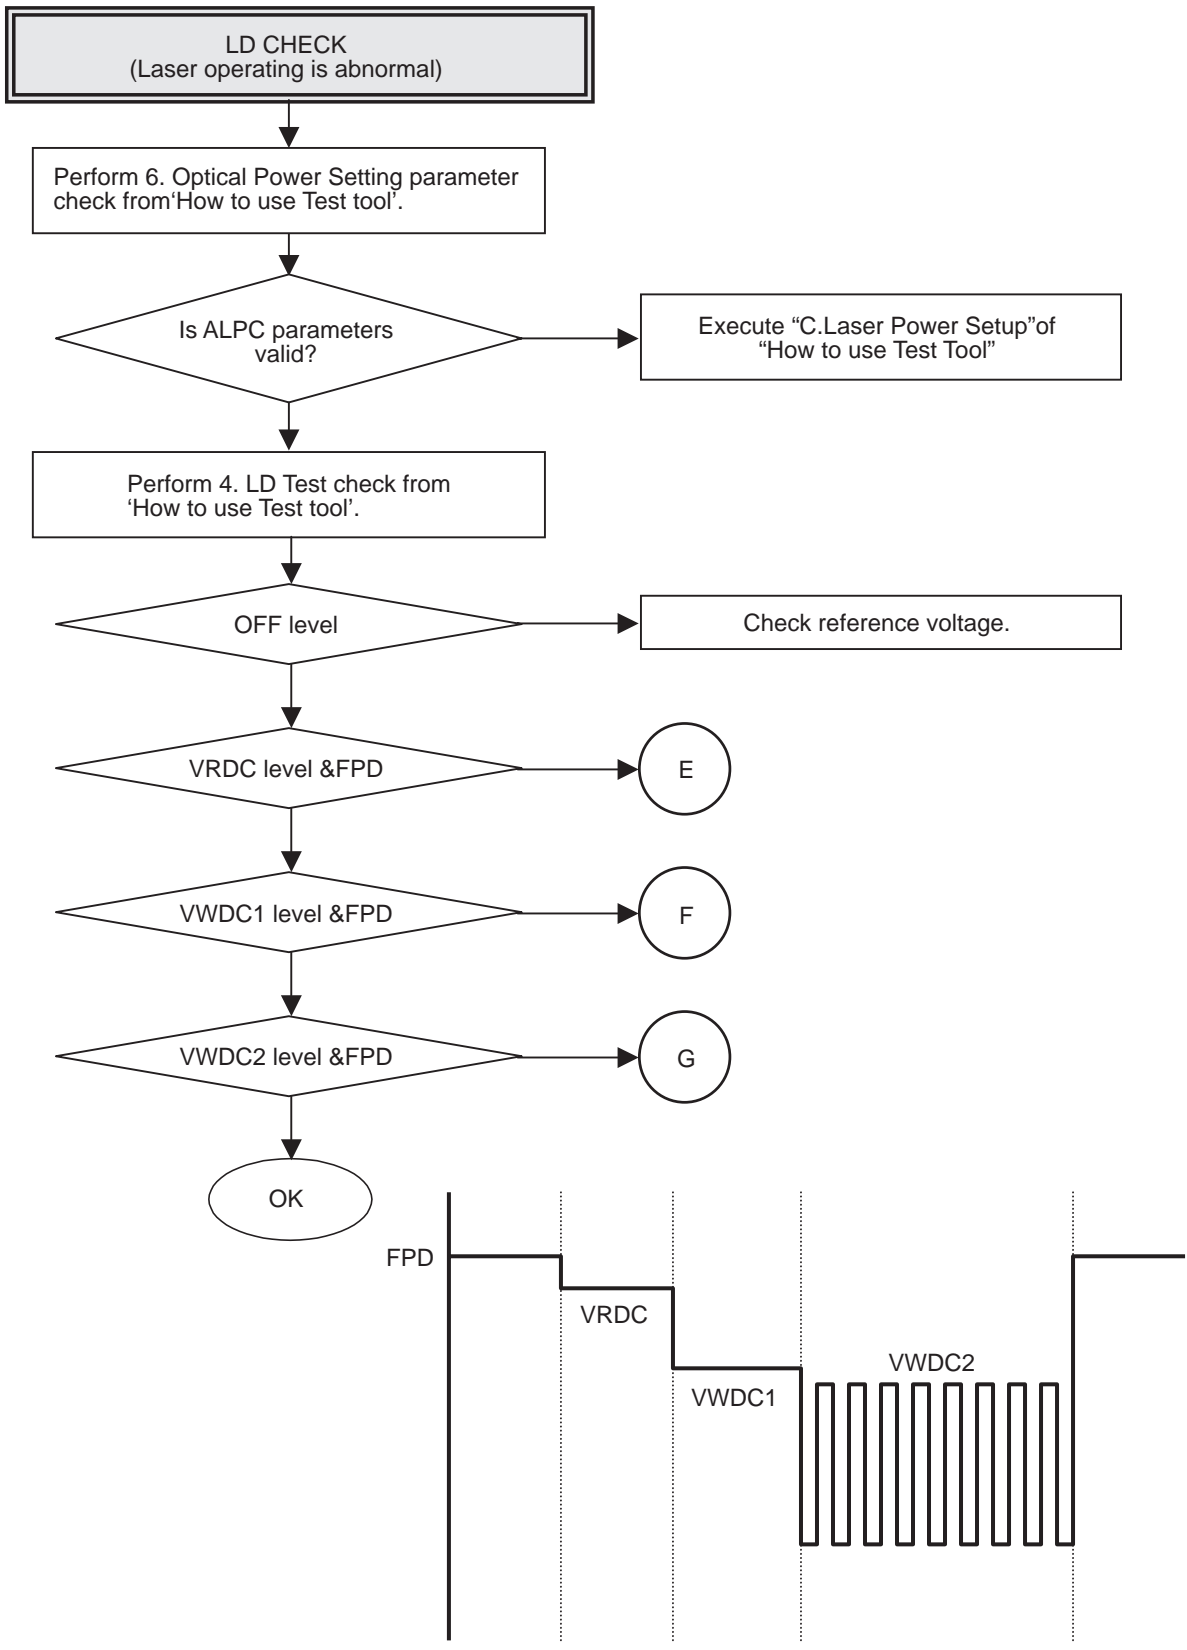 LD CHECK
(Laser operating is abnormal)
Perform 6. Optical Power Setting parameter
check from‘How to use Test tool’.
Is ALPC parameters
valid?
Execute “C.Laser Power Setup”of
“How to use Test Tool”
Perform 4. LD Test check from
‘How to use Test tool’.
OFF level
Check reference voltage.
VRDC level &FPD
E
VWDC1 level &FPD
F
VWDC2 level &FPD
G
OK
FPD
VRDC
VWDC1
VWDC2